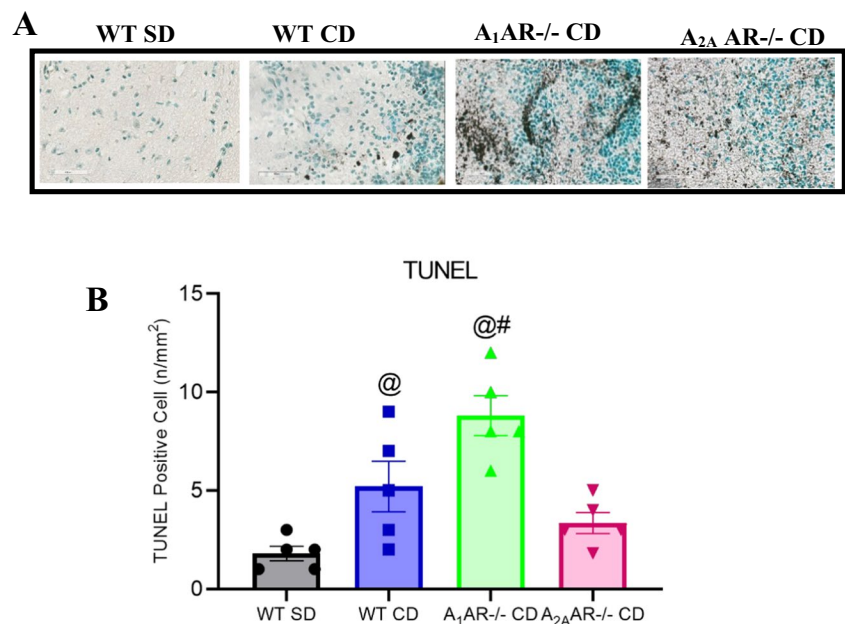 A
WT SD WT CD A₁AR-/- CD A₂ₐ AR-/- CD
B
TUNEL
TUNEL Positive Cell (n/mm²)
15
10
5
0
@
@#
WT SD WT CD A₁AR-/- CD A₂ₐAR-/- CD